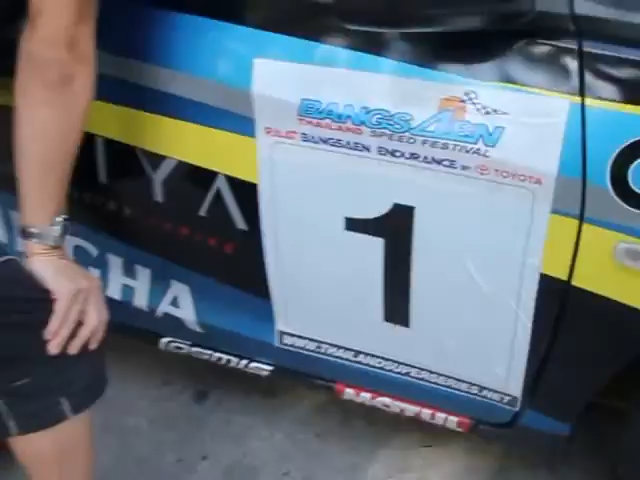 BANGSAEN
THAILAND SPEED FESTIVAL
BANGSAEN ENDURANCE BY TOYOTA
1
WWW.THAILANDSUPERSERIES.NET
IYA
GHA
MOTUL